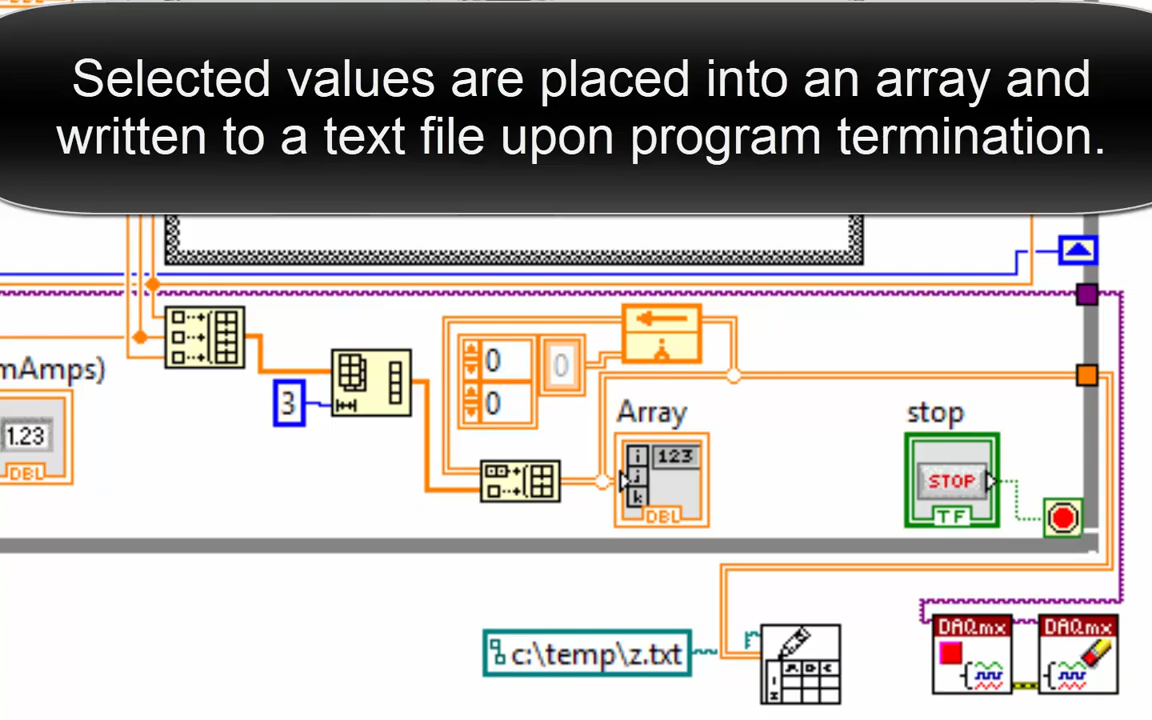 Selected values are placed into an array and
written to a text file upon program termination.
mAmps)
1.23
DBL
3
0
0
0
Array
i
j
k
123
DBL
stop
STOP
TF
c:\temp\z.txt
DAQmx
DAQmx